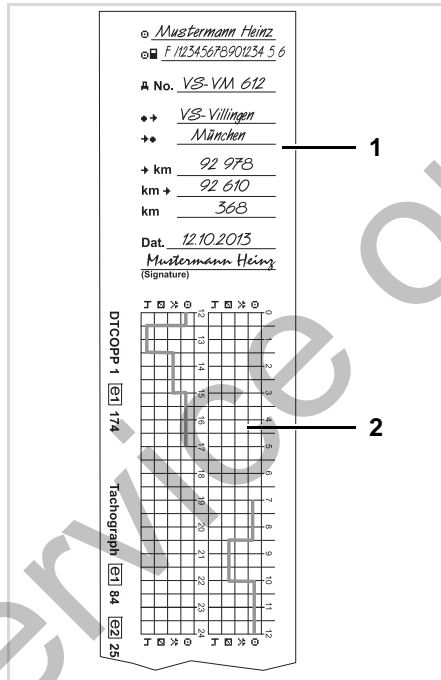 Mustermann Heinz
F /12345678901234 5 6
No. VS-VM 612
VS-Villingen
München
km 92 978
km 92 610
km 368
Dat. 12.10.2013
Mustermann Heinz
(Signature)
1
2
12 13 14 15 16 17 18 19 20 21 22 23 24
0 1 2 3 4 5 6 7 8 9 10 11 12
DTCOPP 1 e1 174 Tachograph e1 84 e2 25
service